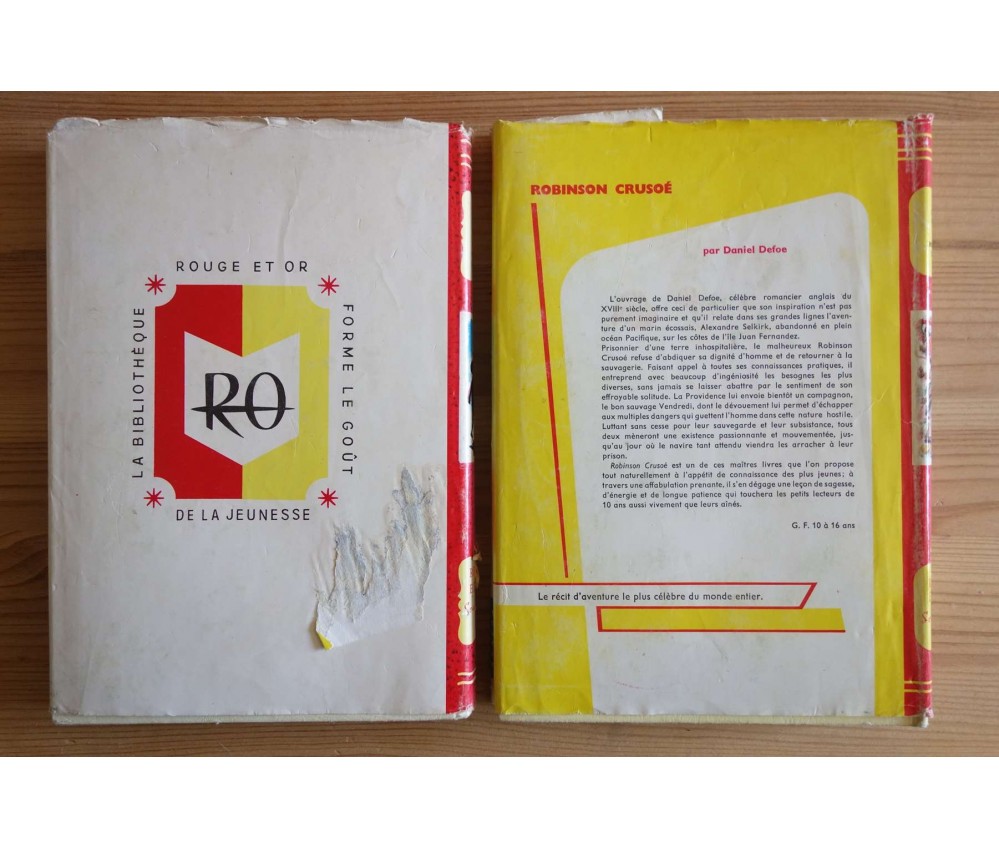 LA BIBLIOTHÈQUE
ROUGE ET OR
FORME LE GOÛT
DE LA JEUNESSE
RO
ROBINSON CRUSOÉ
par Daniel Defoe
L'ouvrage de Daniel Defoe, célèbre romancier anglais du
XVIIIe siècle, offre ceci de particulier que son inspiration n'est pas
purement imaginaire et qu'il relate dans ses grandes lignes l'aven-
ture d'un marin écossais, Alexandre Selkirk, abandonné en plein
océan Pacifique, sur les côtes de l'île Juan Fernandez.
Prisonnier d'une terre inhospitalière, le malheureux Robinson
Crusoé refuse d'abdiquer sa dignité d'homme et de retourner à la
sauvagerie. Faisant appel à toutes ses connaissances pratiques, il
entreprend avec beaucoup d'ingéniosité les besognes les plus
diverses, sans jamais se laisser abattre par le sentiment de son
effroyable solitude. La Providence lui envoie bientôt un compagnon,
le bon sauvage Vendredi, dont le dévouement lui permet d'échapper
aux multiples dangers qui guettent l'homme dans cette nature hostile.
Luttant sans cesse pour leur sauvegarde et leur subsistance, tous
deux mèneront une existence passionnante et mouvementée, jus-
qu'au jour où le navire tant attendu viendra les arracher à leur
prison.
Robinson Crusoé est un de ces maîtres livres que l'on propose
tout naturellement à l'appétit de connaissance des plus jeunes ; à
travers une affabulation prenante, il s'en dégage une leçon de sagesse,
d'énergie et de longue patience qui touchera les petits lecteurs de
10 ans aussi vivement que leurs aînés.
G. F. 10 à 16 ans
Le récit d'aventure le plus célèbre du monde entier.